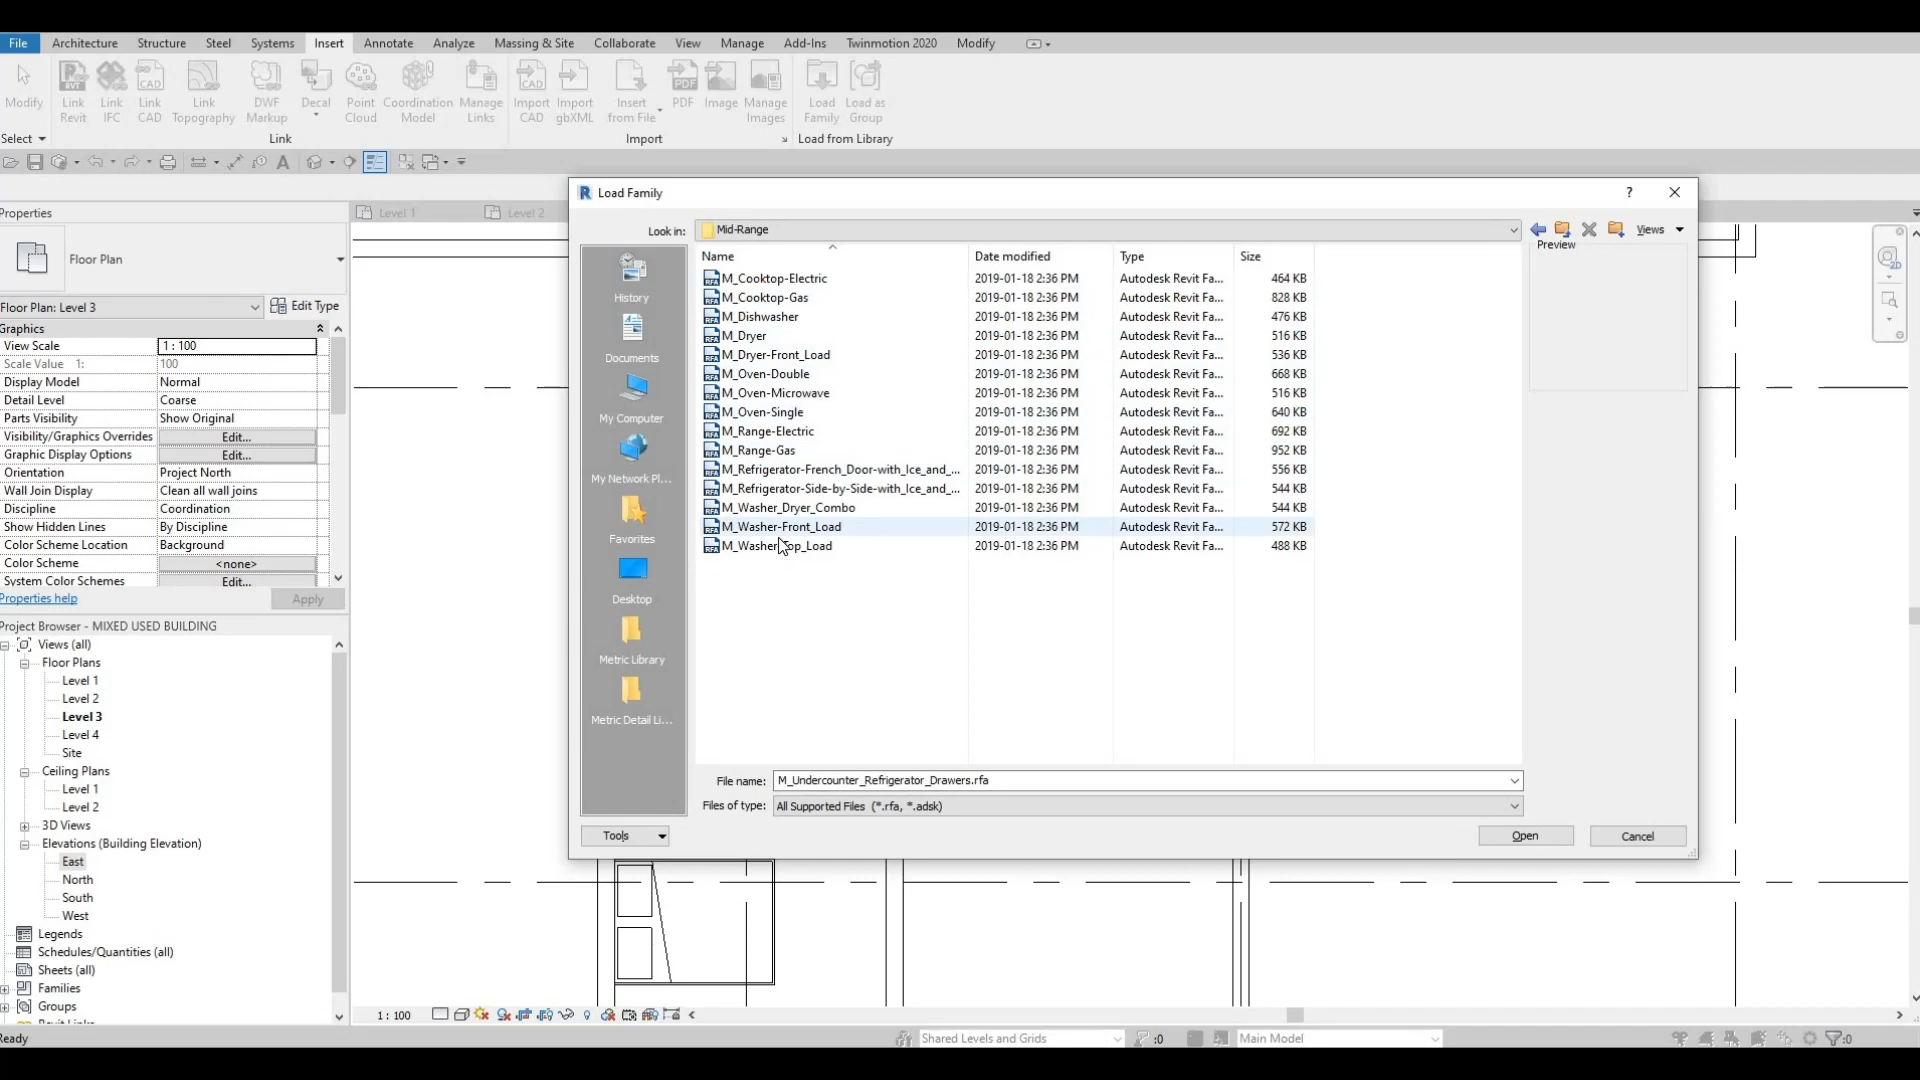 File Architecture Structure Steel Systems Insert Annotate Analyze Massing & Site Collaborate View Manage Add-Ins Twinmotion 2020 Modify
Modify
Link Revit
Link IFC
Link CAD
Link Topography
DWF Markup
Decal
Point Cloud
Coordination Model
Manage Links
Import CAD
Import gbXML
Insert from File
PDF
Image
Manage Images
Load Family
Load as Group
Select
Link
Import
Load from Library
Properties
Level 1
Level 2
Floor Plan
Floor Plan: Level 3
Edit Type
Graphics
View Scale 1 : 100
Scale Value 1: 100
Display Model Normal
Detail Level Coarse
Parts Visibility Show Original
Visibility/Graphics Overrides Edit...
Graphic Display Options Edit...
Orientation Project North
Wall Join Display Clean all wall joins
Discipline Coordination
Show Hidden Lines By Discipline
Color Scheme Location Background
Color Scheme <none>
System Color Schemes Edit...
Properties help
Apply
Project Browser - MIXED USED BUILDING
Views (all)
Floor Plans
Level 1
Level 2
Level 3
Level 4
Site
Ceiling Plans
Level 1
Level 2
3D Views
Elevations (Building Elevation)
East
North
South
West
Legends
Schedules/Quantities (all)
Sheets (all)
Families
Groups
Load Family
?
Look in: Mid-Range
Views
Preview
History
Documents
My Computer
My Network Pl...
Favorites
Desktop
Metric Library
Metric Detail Li...
Name Date modified Type Size
M_Cooktop-Electric 2019-01-18 2:36 PM Autodesk Revit Fa... 464 KB
M_Cooktop-Gas 2019-01-18 2:36 PM Autodesk Revit Fa... 828 KB
M_Dishwasher 2019-01-18 2:36 PM Autodesk Revit Fa... 476 KB
M_Dryer 2019-01-18 2:36 PM Autodesk Revit Fa... 516 KB
M_Dryer-Front_Load 2019-01-18 2:36 PM Autodesk Revit Fa... 536 KB
M_Oven-Double 2019-01-18 2:36 PM Autodesk Revit Fa... 668 KB
M_Oven-Microwave 2019-01-18 2:36 PM Autodesk Revit Fa... 516 KB
M_Oven-Single 2019-01-18 2:36 PM Autodesk Revit Fa... 640 KB
M_Range-Electric 2019-01-18 2:36 PM Autodesk Revit Fa... 692 KB
M_Range-Gas 2019-01-18 2:36 PM Autodesk Revit Fa... 952 KB
M_Refrigerator-French_Door-with_Ice_and_... 2019-01-18 2:36 PM Autodesk Revit Fa... 556 KB
M_Refrigerator-Side-by-Side-with_Ice_and_... 2019-01-18 2:36 PM Autodesk Revit Fa... 544 KB
M_Washer_Dryer_Combo 2019-01-18 2:36 PM Autodesk Revit Fa... 544 KB
M_Washer-Front_Load 2019-01-18 2:36 PM Autodesk Revit Fa... 572 KB
M_Washer-Top_Load 2019-01-18 2:36 PM Autodesk Revit Fa... 488 KB
File name: M_Undercounter_Refrigerator_Drawers.rfa
Files of type: All Supported Files (*.rfa, *.adsk)
Tools
Open
Cancel
1 : 100
Ready
Shared Levels and Grids
:0
Main Model
:0